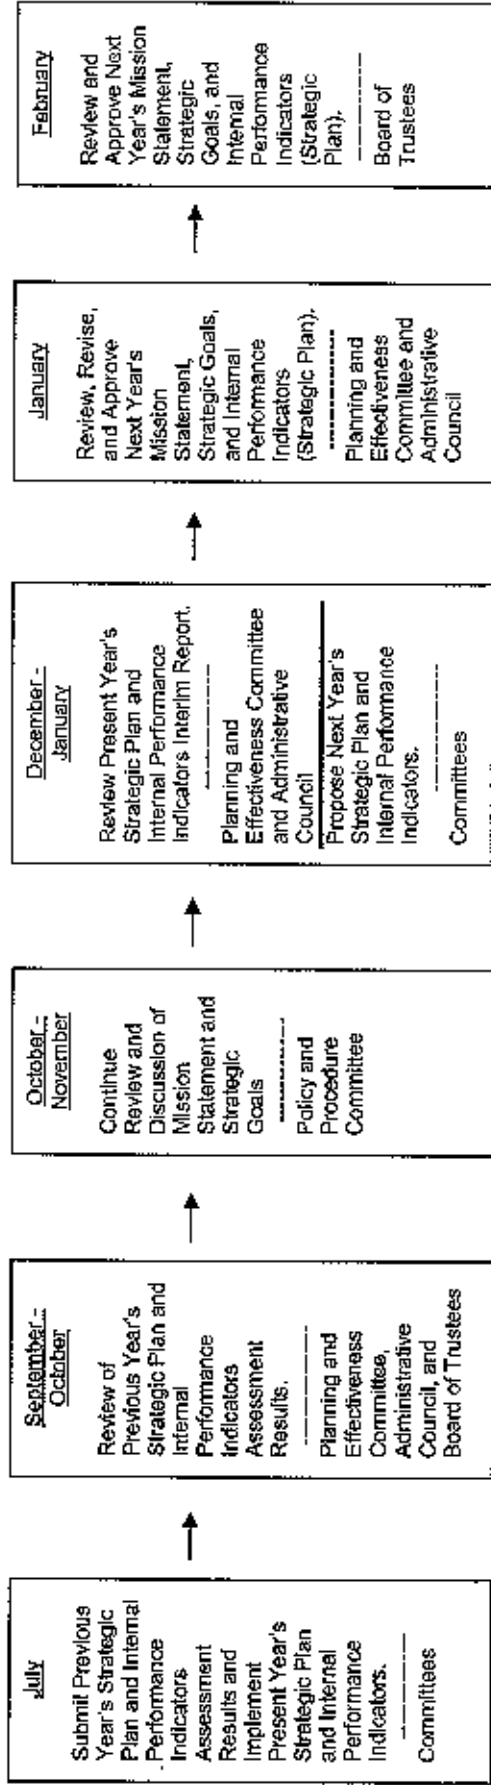 July
Submit Previous
Year's Strategic
Plan and Internal
Performance
Indicators
Assessment
Results and
Implement
Present Year's
Strategic Plan
and Internal
Performance
Indicators.
Committees
September -
October
Review of
Previous Year's
Strategic Plan and
Internal
Performance
Indicators
Assessment
Results.
Planning and
Effectiveness
Committee,
Administrative
Council, and
Board of Trustees
October -
November
Continue
Review and
Discussion of
Mission
Statement and
Strategic
Goals
Policy and
Procedure
Committee
December -
January
Review Present Year's
Strategic Plan and
Internal Performance
Indicators Interim Report.
Planning and
Effectiveness Committee
and Administrative
Council
Propose Next Year's
Strategic Plan and
Internal Performance
Indicators.
Committees
January
Review, Revise,
and Approve
Next Year's
Mission
Statement,
Strategic Goals,
and Internal
Performance
Indicators
(Strategic Plan).
Planning and
Effectiveness
Committee and
Administrative
Council
February
Review and
Approve Next
Year's Mission
Statement,
Strategic
Goals, and
Internal
Performance
Indicators
(Strategic
Plan).
Board of
Trustees